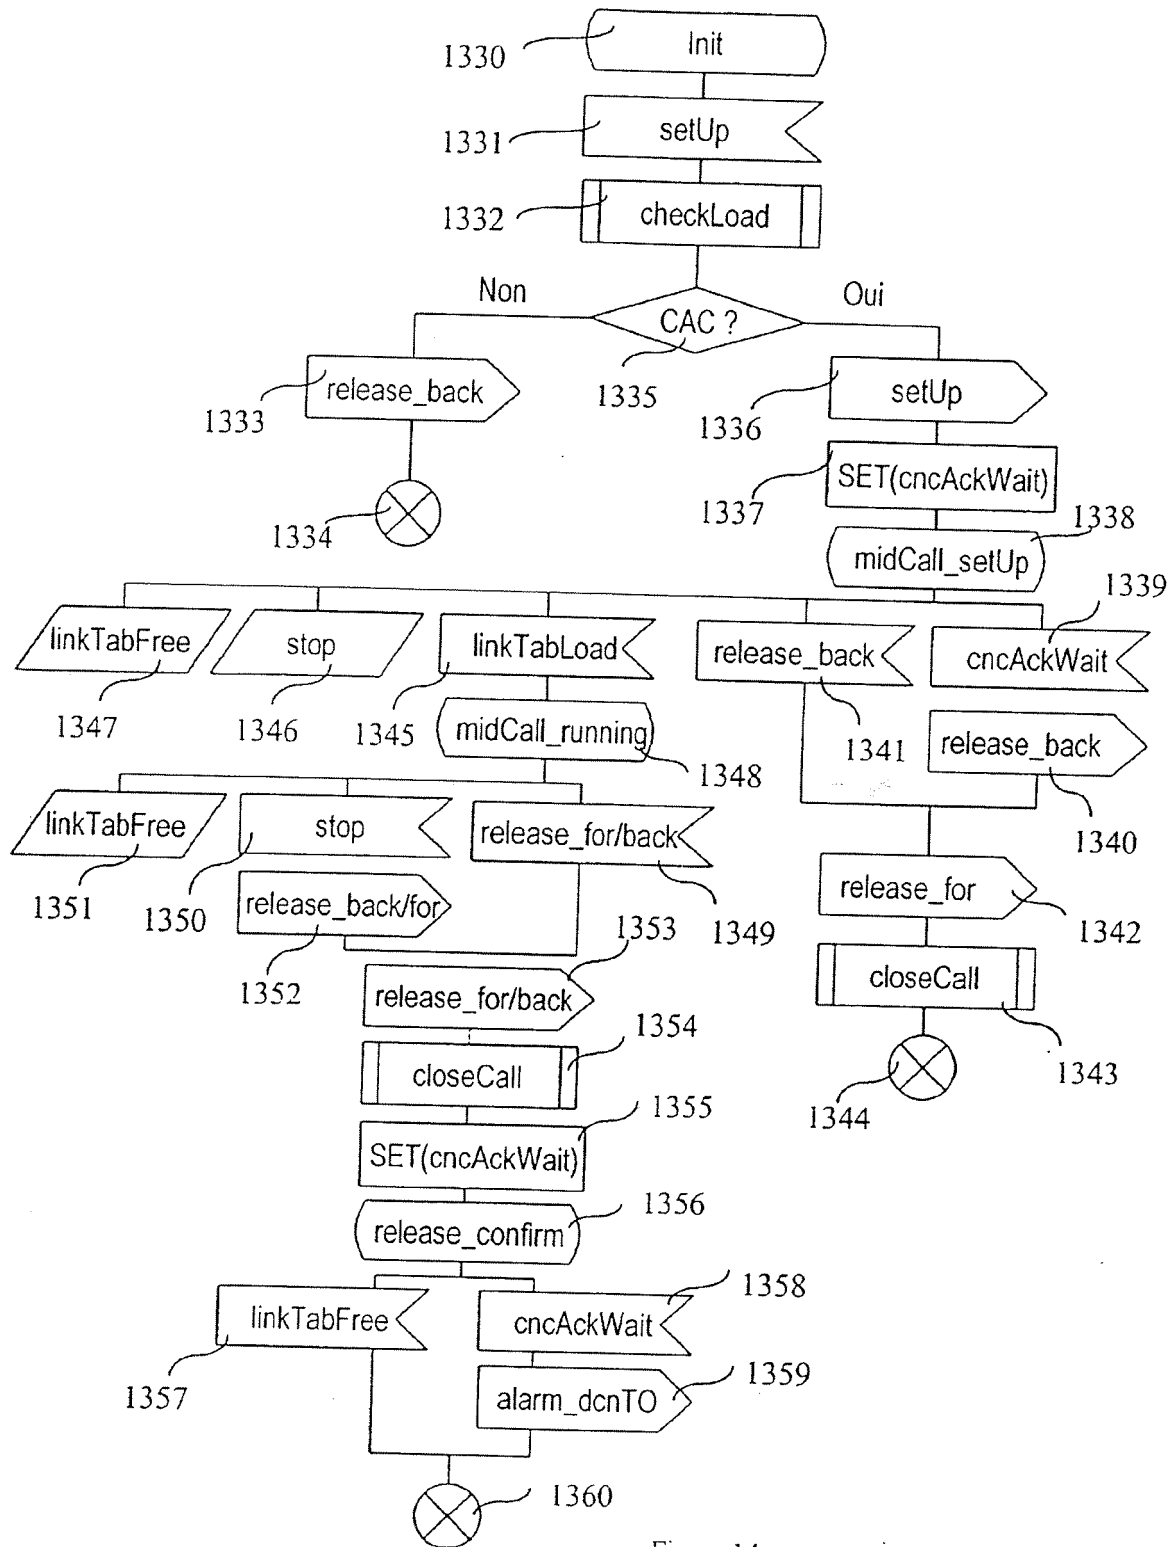 1330
Init
1331
setUp
1332
checkLoad
Non
Oui
CAC ?
1335
1333
release_back
1336
setUp
1334
1337
SET(cncAckWait)
1338
midCall_setUp
1339
linkTabFree
stop
linkTabLoad
release_back
cncAckWait
1347
1346
1345
midCall_running
1348
1341
release_back
1340
linkTabFree
stop
release_for/back
1351
1350
release_back/for
1349
1352
1353
release_for
1342
release_for/back
closeCall
1343
1354
closeCall
1344
1355
SET(cncAckWait)
1356
release_confirm
1358
linkTabFree
cncAckWait
1357
1359
alarm_dcnTO
1360